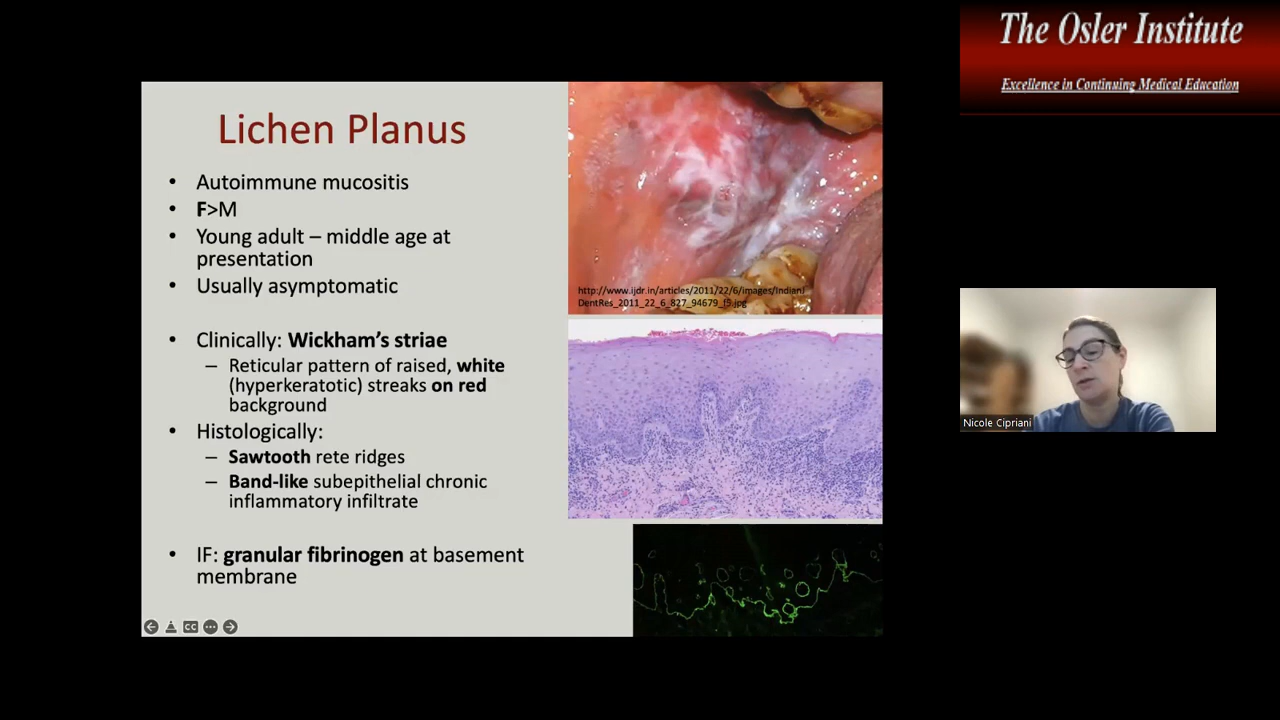 The Osler Institute
Excellence in Continuing Medical Education
Lichen Planus
• Autoimmune mucositis
• F>M
• Young adult – middle age at
presentation
• Usually asymptomatic
• Clinically: Wickham's striae
– Reticular pattern of raised, white
(hyperkeratotic) streaks on red
background
• Histologically:
– Sawtooth rete ridges
– Band-like subepithelial chronic
inflammatory infiltrate
• IF: granular fibrinogen at basement
membrane
http://www.ijdr.in/articles/2011/22/6/images/IndianJ
DentRes_2011_22_6_827_94679_f5.jpg
CC
Nicole Cipriani